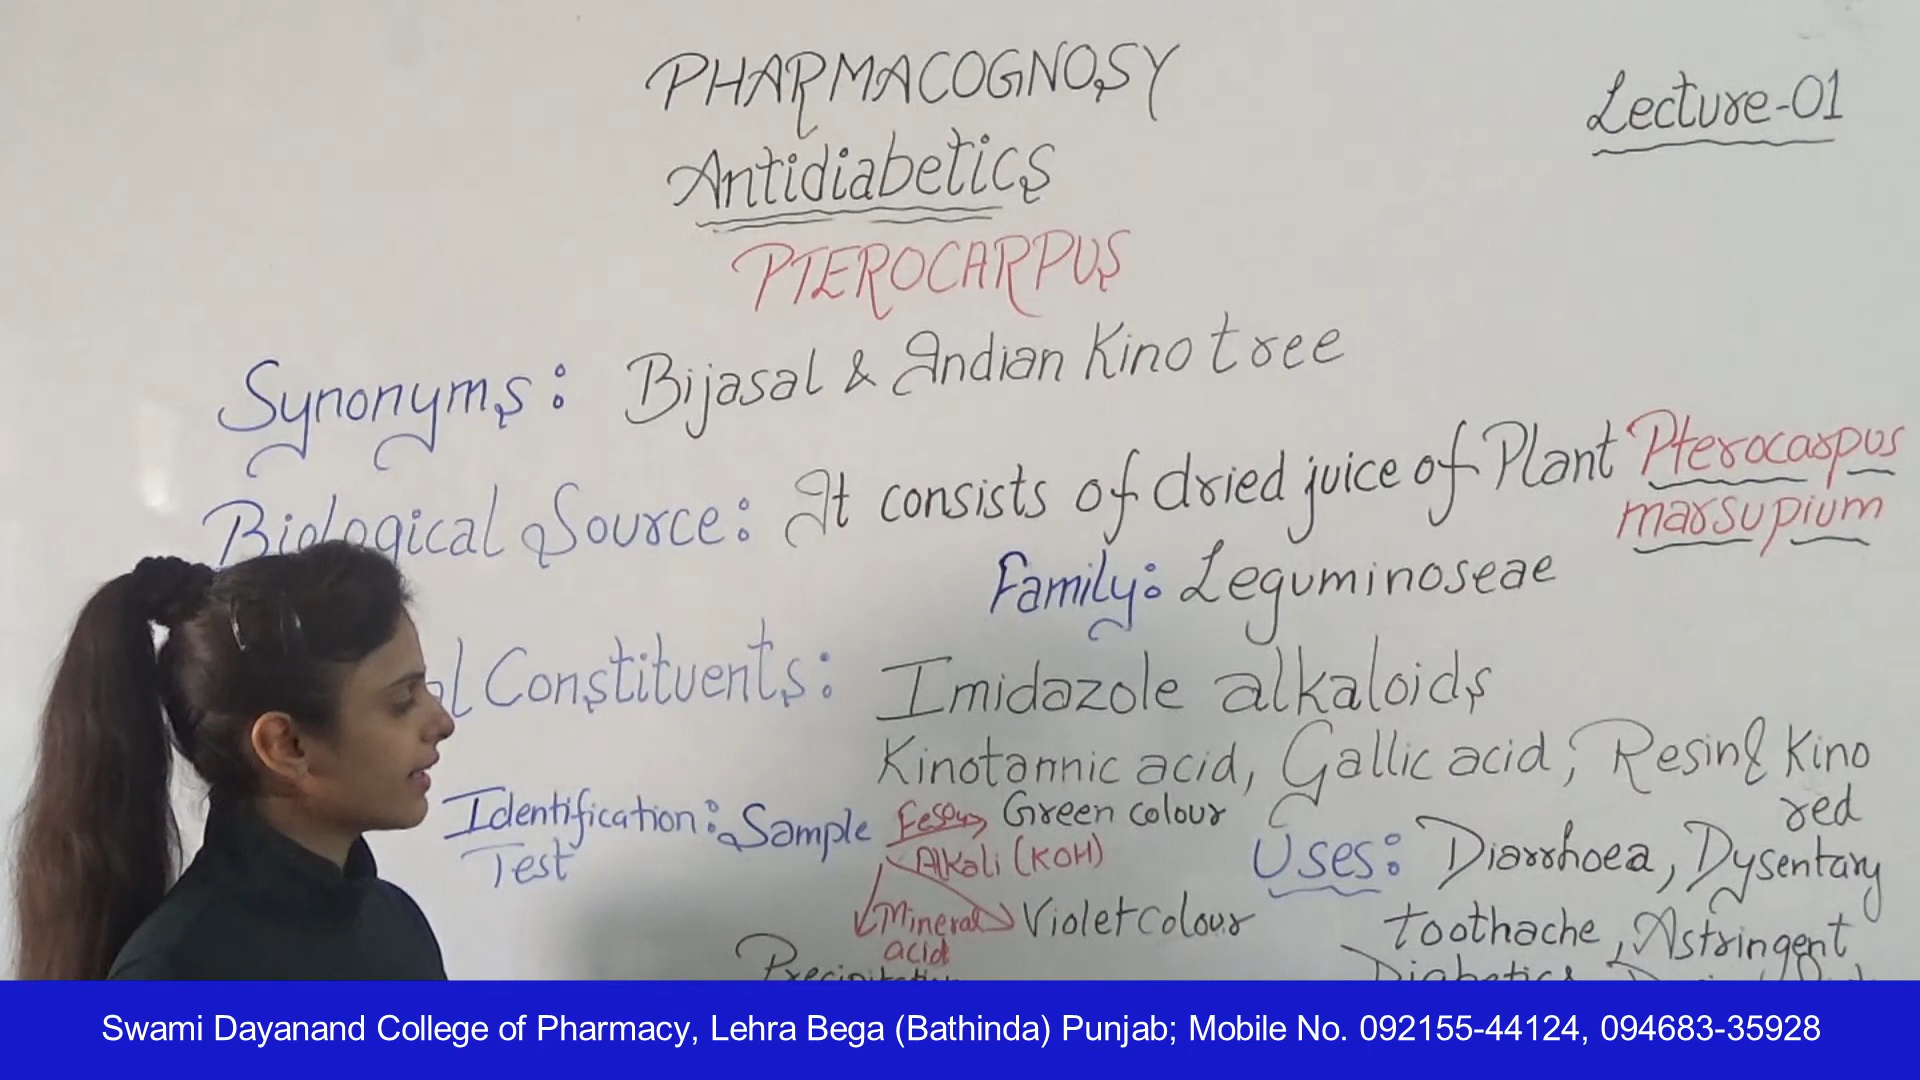 PHARMACOGNOSY
Lecture-01
Antidiabetics
PTEROCARPUS
Synonyms: Bijasal & Indian Kino tree
Biological Source: It consists of dried juice of Plant Pterocarpus
marsupium
Family: Leguminoseae
Constituents: Imidazole alkaloids
Kinotannic acid, Gallic acid, Resin & Kino
red
Identification: Sample FeSO4 Green colour
Test
Alkali (KOH)
Mineral Violet colour
acid
Uses: Diarrhoea, Dysentary
toothache, Astringent
Diabetics
Swami Dayanand College of Pharmacy, Lehra Bega (Bathinda) Punjab; Mobile No. 092155-44124, 094683-35928